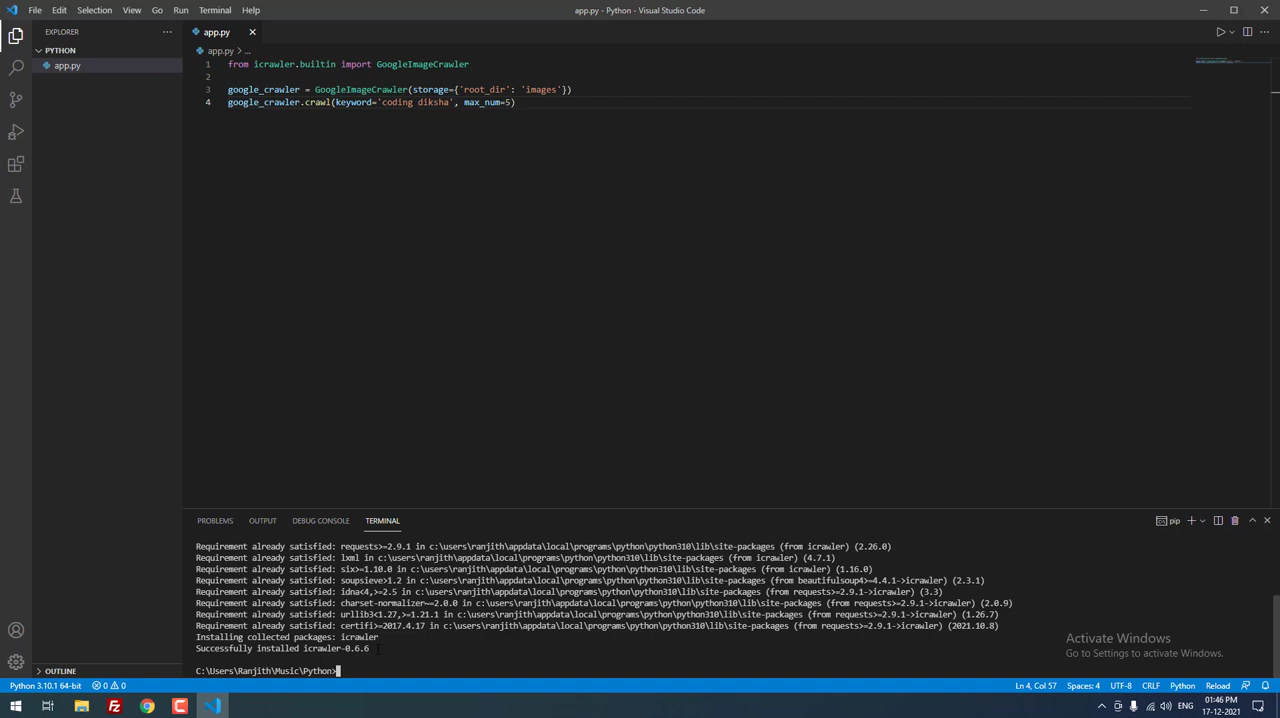 File Edit Selection View Go Run Terminal Help
app.py - Python - Visual Studio Code
EXPLORER
PYTHON
app.py
OUTLINE
app.py
app.py > ...
1 from icrawler.builtin import GoogleImageCrawler
2
3 google_crawler = GoogleImageCrawler(storage={'root_dir': 'images'})
4 google_crawler.crawl(keyword='coding diksha', max_num=5)
PROBLEMS OUTPUT DEBUG CONSOLE TERMINAL
pip
Requirement already satisfied: requests>=2.9.1 in c:\users\ranjith\appdata\local\programs\python\python310\lib\site-packages (from icrawler) (2.26.0)
Requirement already satisfied: lxml in c:\users\ranjith\appdata\local\programs\python\python310\lib\site-packages (from icrawler) (4.7.1)
Requirement already satisfied: six>=1.10.0 in c:\users\ranjith\appdata\local\programs\python\python310\lib\site-packages (from icrawler) (1.16.0)
Requirement already satisfied: soupsieve>1.2 in c:\users\ranjith\appdata\local\programs\python\python310\lib\site-packages (from beautifulsoup4>=4.4.1->icrawler) (2.3.1)
Requirement already satisfied: idna<4,>=2.5 in c:\users\ranjith\appdata\local\programs\python\python310\lib\site-packages (from requests>=2.9.1->icrawler) (3.3)
Requirement already satisfied: charset-normalizer~=2.0.0 in c:\users\ranjith\appdata\local\programs\python\python310\lib\site-packages (from requests>=2.9.1->icrawler) (2.0.9)
Requirement already satisfied: urllib3<1.27,>=1.21.1 in c:\users\ranjith\appdata\local\programs\python\python310\lib\site-packages (from requests>=2.9.1->icrawler) (1.26.7)
Requirement already satisfied: certifi>=2017.4.17 in c:\users\ranjith\appdata\local\programs\python\python310\lib\site-packages (from requests>=2.9.1->icrawler) (2021.10.8)
Installing collected packages: icrawler
Successfully installed icrawler-0.6.6
C:\Users\Ranjith\Music\Python>
Activate Windows
Go to Settings to activate Windows.
Python 3.10.1 64-bit 0 0
Ln 4, Col 57 Spaces: 4 UTF-8 CRLF Python Reload
ENG
01:46 PM
17-12-2021